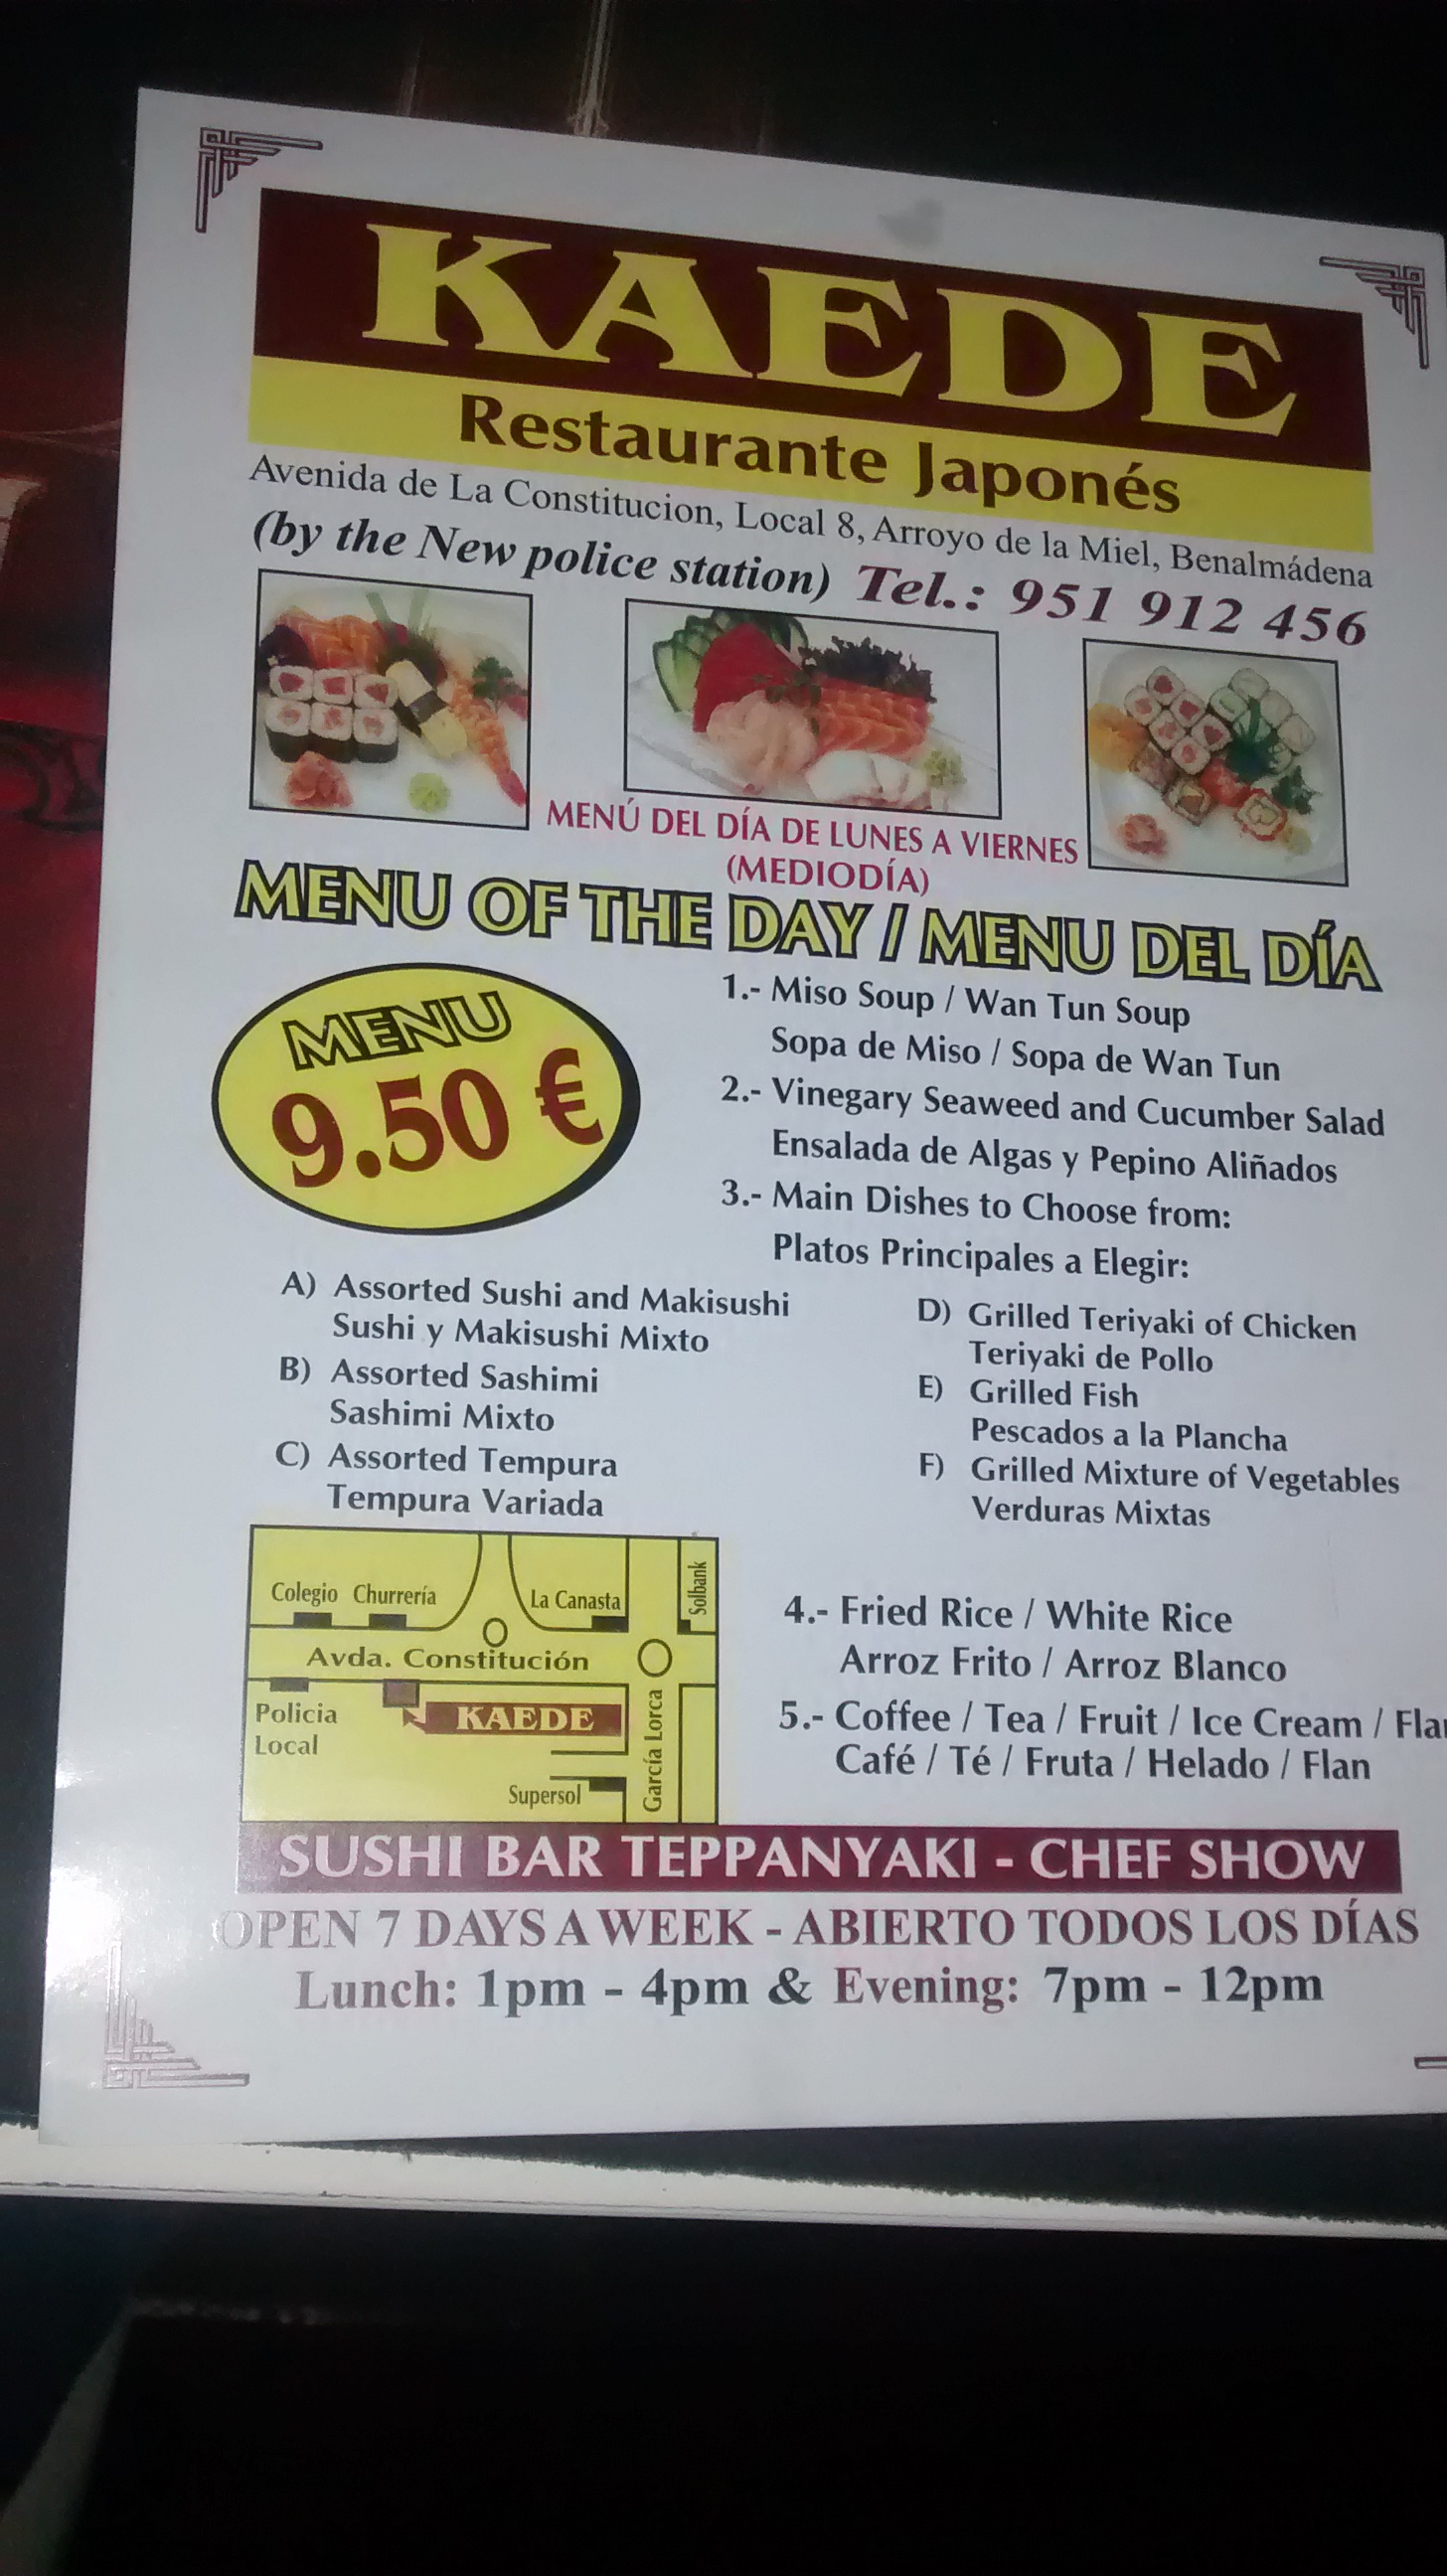 KAEDE
Restaurante Japonés
Avenida de La Constitucion, Local 8, Arroyo de la Miel, Benalmádena
(by the New police station) Tel.: 951 912 456
MENÚ DEL DÍA DE LUNES A VIERNES
(MEDIODÍA)
MENU OF THE DAY / MENU DEL DÍA
MENU
9.50 €
1.- Miso Soup / Wan Tun Soup
Sopa de Miso / Sopa de Wan Tun
2.- Vinegary Seaweed and Cucumber Salad
Ensalada de Algas y Pepino Aliñados
3.- Main Dishes to Choose from:
Platos Principales a Elegir:
A) Assorted Sushi and Makisushi
Sushi y Makisushi Mixto
B) Assorted Sashimi
Sashimi Mixto
C) Assorted Tempura
Tempura Variada
D) Grilled Teriyaki of Chicken
Teriyaki de Pollo
E) Grilled Fish
Pescados a la Plancha
F) Grilled Mixture of Vegetables
Verduras Mixtas
Colegio Churrería
La Canasta
Solbank
Avda. Constitución
Policia
Local
KAEDE
García Lorca
Supersol
4.- Fried Rice / White Rice
Arroz Frito / Arroz Blanco
5.- Coffee / Tea / Fruit / Ice Cream / Flan
Café / Té / Fruta / Helado / Flan
SUSHI BAR TEPPANYAKI - CHEF SHOW
OPEN 7 DAYS A WEEK - ABIERTO TODOS LOS DÍAS
Lunch: 1pm - 4pm & Evening: 7pm - 12pm